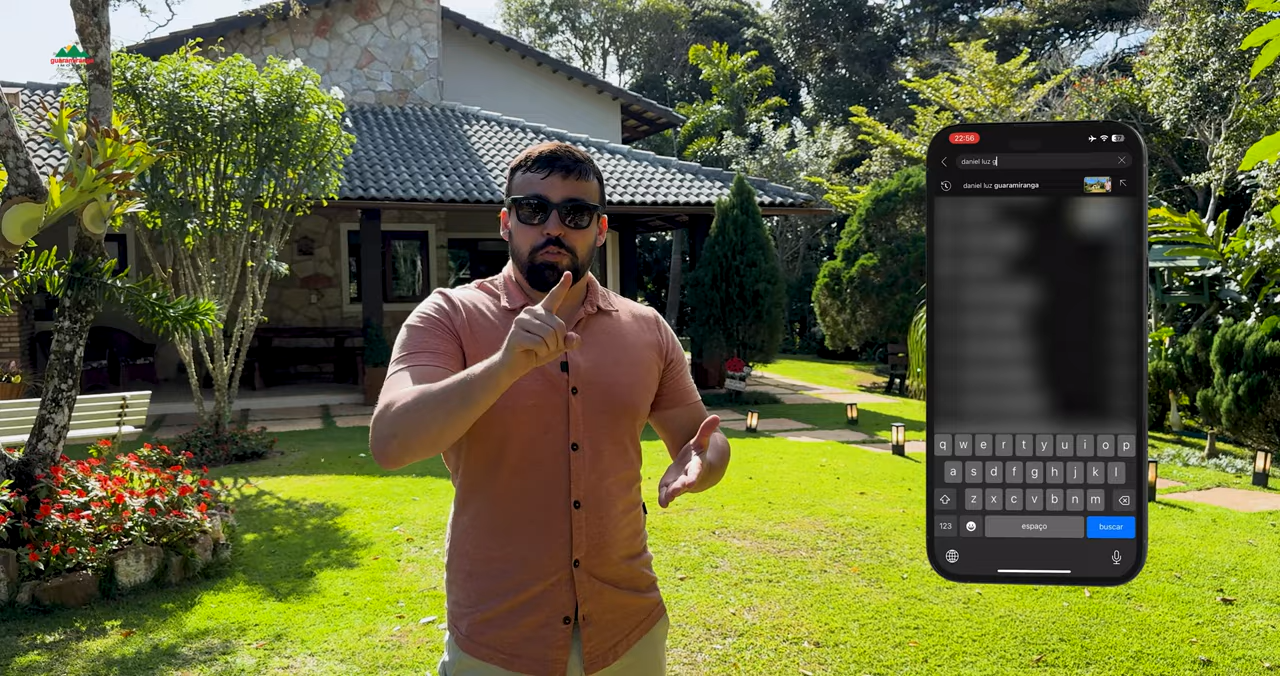 guaramiranga
22:56
daniel luz g
daniel luz guaramiranga
q w e r t y u i o p
a s d f g h j k l
z x c v b n m
123 espaço buscar